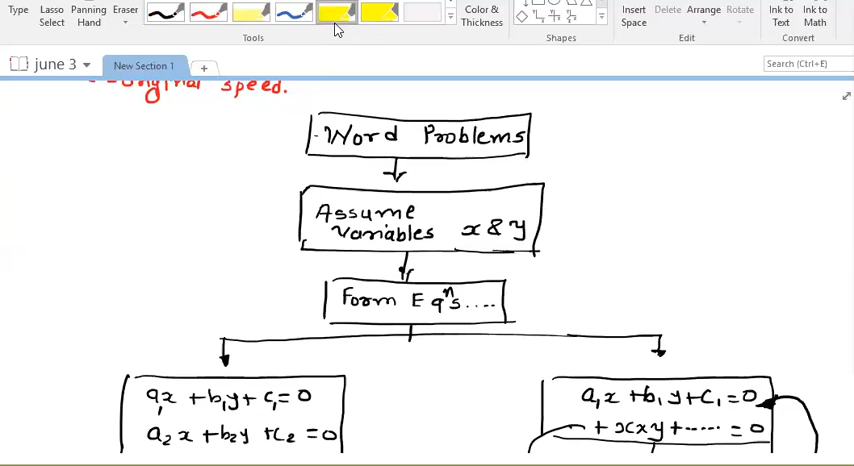 Type
Lasso Select
Panning Hand
Eraser
Color & Thickness
Insert Space
Delete
Arrange
Rotate
Ink to Text
Ink to Math
Tools
Shapes
Edit
Convert
june 3
New Section 1
Search (Ctrl+E)
original speed.
Word Problems
Assume
variables x & y
Form Eqⁿs....
a₁x + b₁y + c₁ = 0
a₂x + b₂y + c₂ = 0
a₁x + b₁y + c₁ = 0
+ xxy + ...... = 0